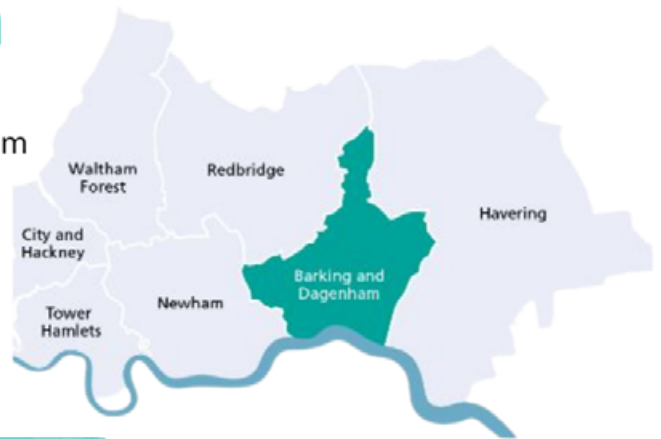 m
Waltham
Forest
Redbridge
Havering
City and
Hackney
Barking and
Dagenham
Newham
Tower
Hamlets